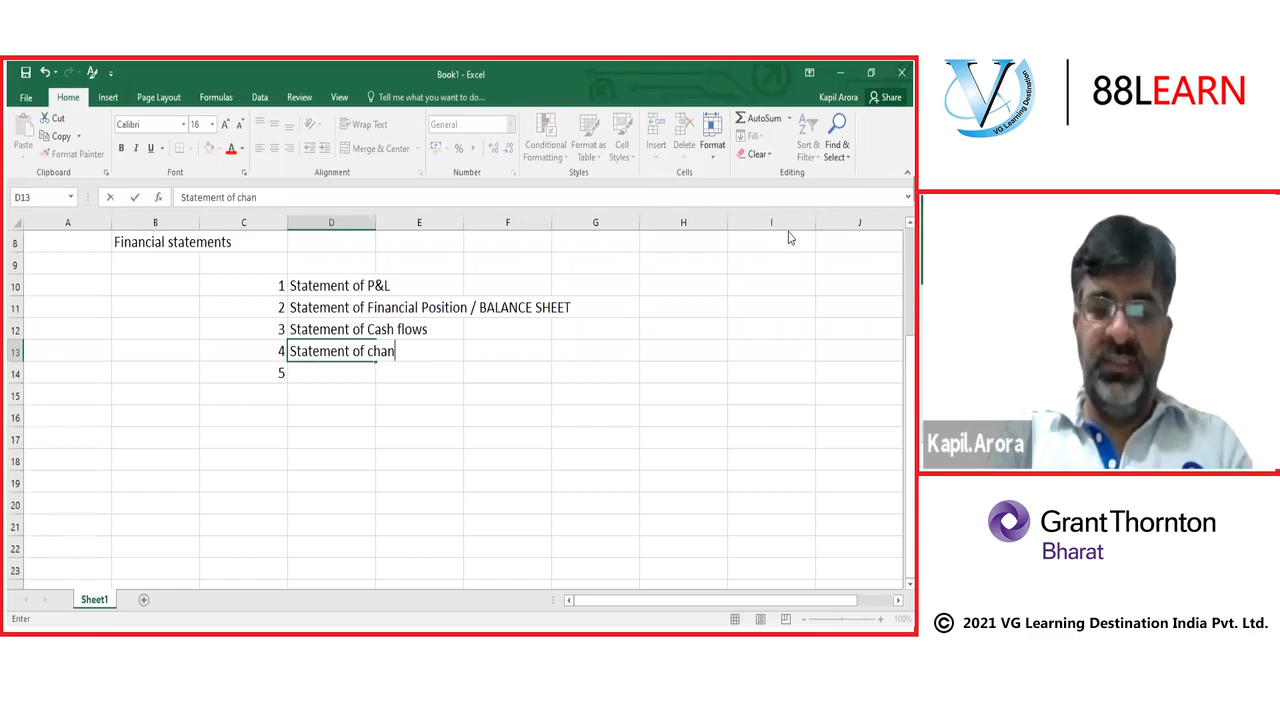 Book1 - Excel
File Home Insert Page Layout Formulas Data Review View Tell me what you want to do... Kapil Arora Share
Paste Cut Copy Format Painter Clipboard
Calibri 16 B I U Font
Wrap Text Merge & Center Alignment
General % Number
Conditional Formatting Format as Table Cell Styles Styles
Insert Delete Format Cells
AutoSum Fill Clear Sort & Filter Find & Select Editing
D13 fx Statement of chan
A B C D E F G H I J
8 Financial statements
9
10 1 Statement of P&L
11 2 Statement of Financial Position / BALANCE SHEET
12 3 Statement of Cash flows
13 4 Statement of chan
14 5
15
16
17
18
19
20
21
22
23
Sheet1
Enter 100%
V VG Learning Destination
88LEARN
Kapil.Arora
Grant Thornton
Bharat
© 2021 VG Learning Destination India Pvt. Ltd.